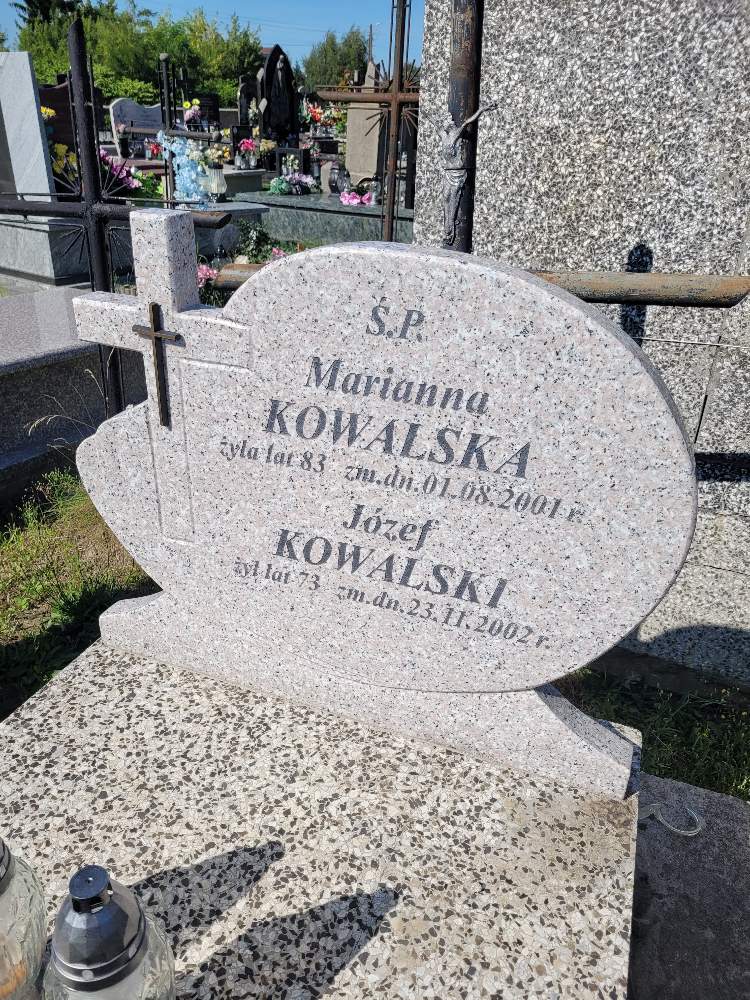 Ś.P.
Marianna
KOWALSKA
żyła lat 83 zm.dn.01.08.2001 r.
Józef
KOWALSKI
żył lat 73 zm.dn.23.11.2002 r.